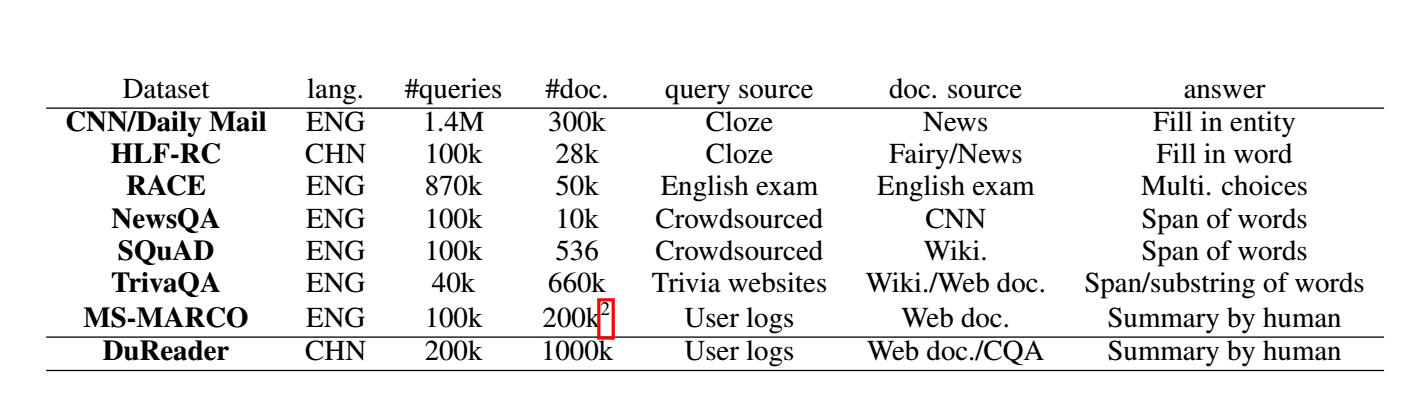 Dataset lang. #queries #doc. query source doc. source answer
CNN/Daily Mail ENG 1.4M 300k Cloze News Fill in entity
HLF-RC CHN 100k 28k Cloze Fairy/News Fill in word
RACE ENG 870k 50k English exam English exam Multi. choices
NewsQA ENG 100k 10k Crowdsourced CNN Span of words
SQuAD ENG 100k 536 Crowdsourced Wiki. Span of words
TrivaQA ENG 40k 660k Trivia websites Wiki./Web doc. Span/substring of words
MS-MARCO ENG 100k 200k² User logs Web doc. Summary by human
DuReader CHN 200k 1000k User logs Web doc./CQA Summary by human